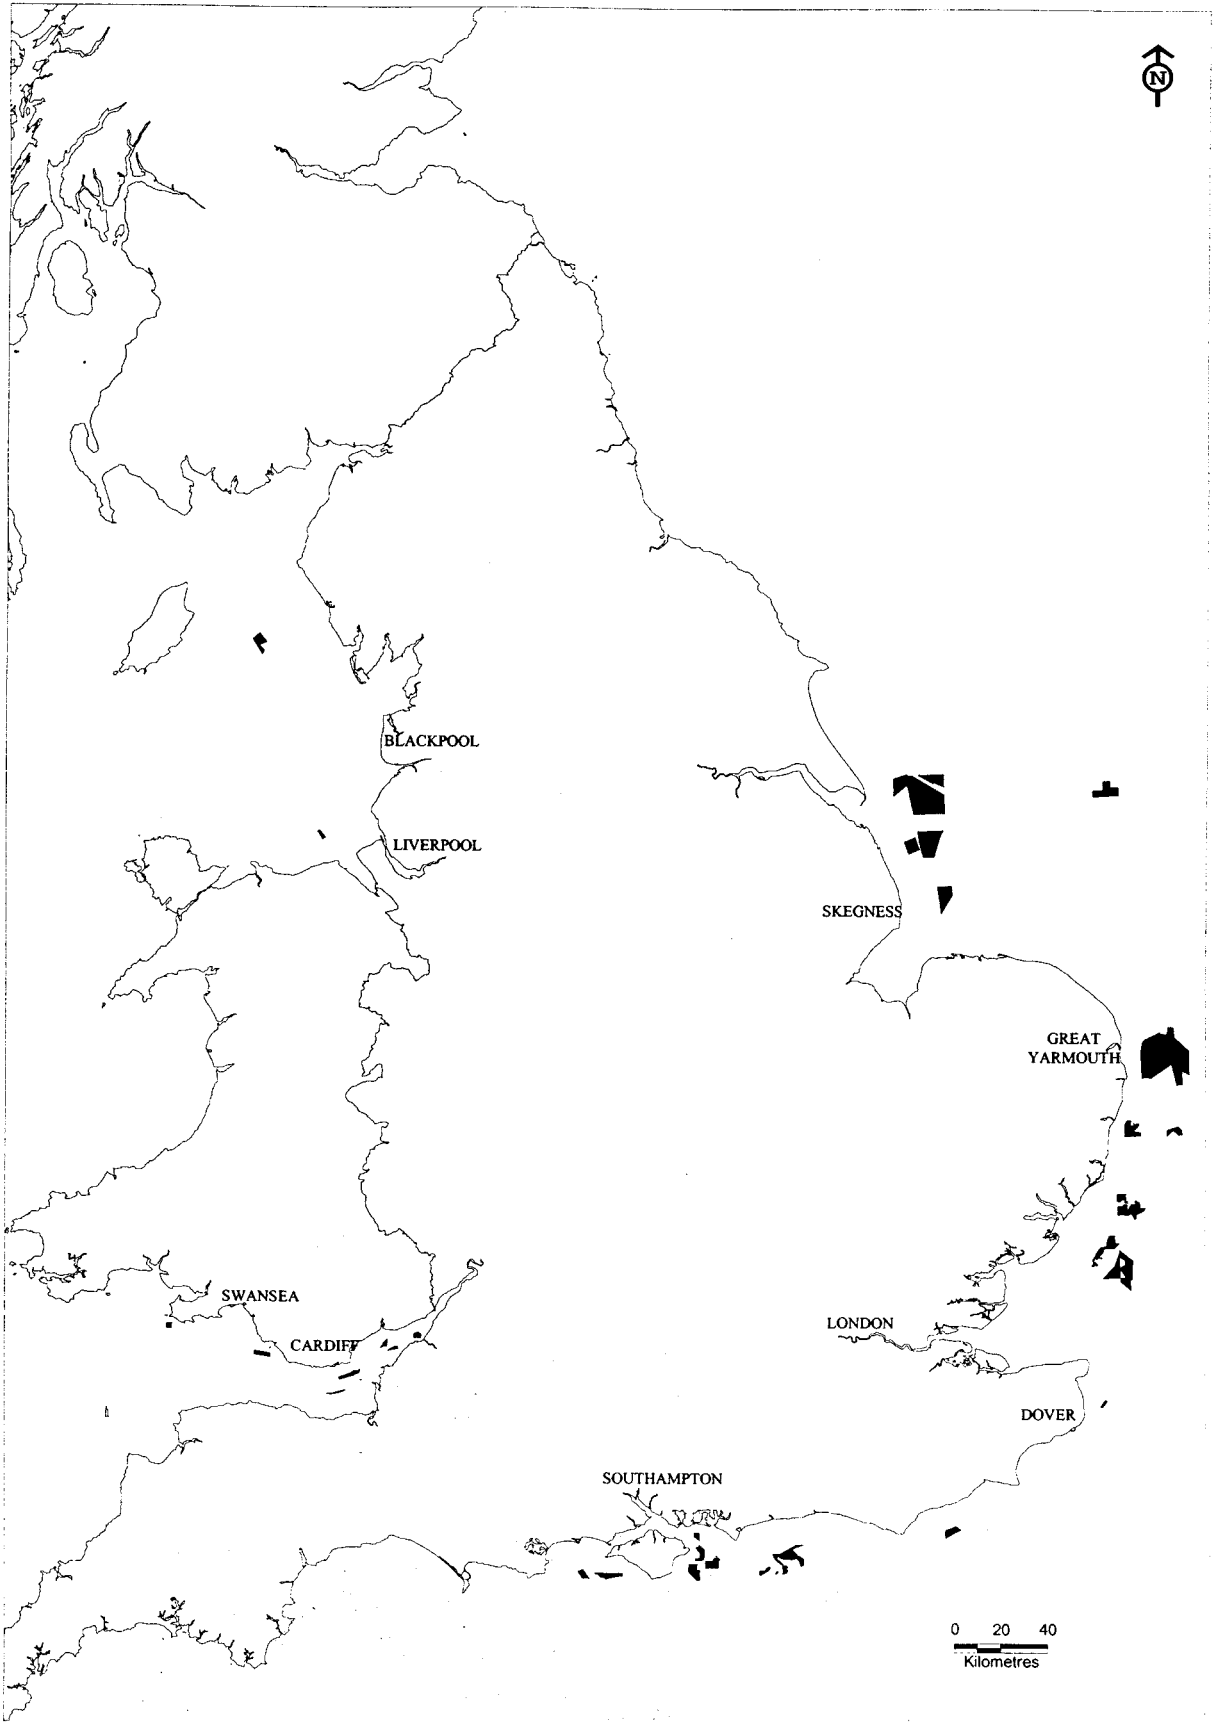 N
BLACKPOOL
LIVERPOOL
SKEGNESS
GREAT
YARMOUTH
SWANSEA
CARDIFF
LONDON
DOVER
SOUTHAMPTON
0 20 40
Kilometres